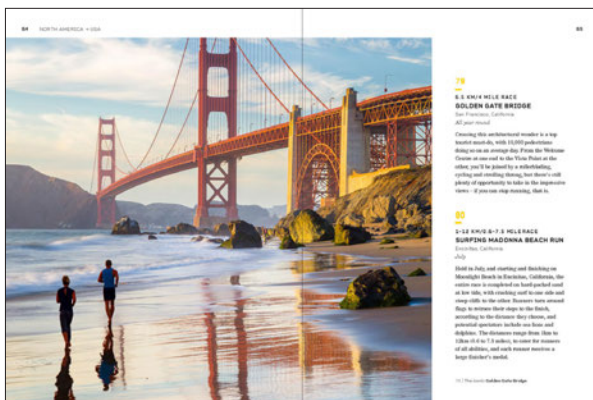 84 NORTH AMERICA > USA
85
79
6.5 KM/4 MILE RACE
GOLDEN GATE BRIDGE
San Francisco, California
All year round
Crossing this architectural wonder is a top
tourist must-do, with 10,000 pedestrians
doing so on an average day. From the Welcome
Centre at one end to the Vista Point at the
other, you'll be joined by a rollerblading,
cycling and strolling throng, but there's still
plenty of opportunity to take in the impressive
views – if you can stop running, that is.
80
1–12 KM/0.6–7.5 MILE RACE
SURFING MADONNA BEACH RUN
Encinitas, California
July
Held in July, and starting and finishing on
Moonlight Beach in Encinitas, California, the
entire race is completed on hard-packed sand
at low tide, with crashing surf to one side and
steep cliffs to the other. Runners turn around
flags to retrace their steps to the finish,
according to the distance they choose, and
potential spectators include sea lions and
dolphins. The distances range from 1km to
12km (0.6 to 7.5 miles), to cater for runners
of all abilities, and each runner receives a
large finisher's medal.
79 | The iconic Golden Gate Bridge.